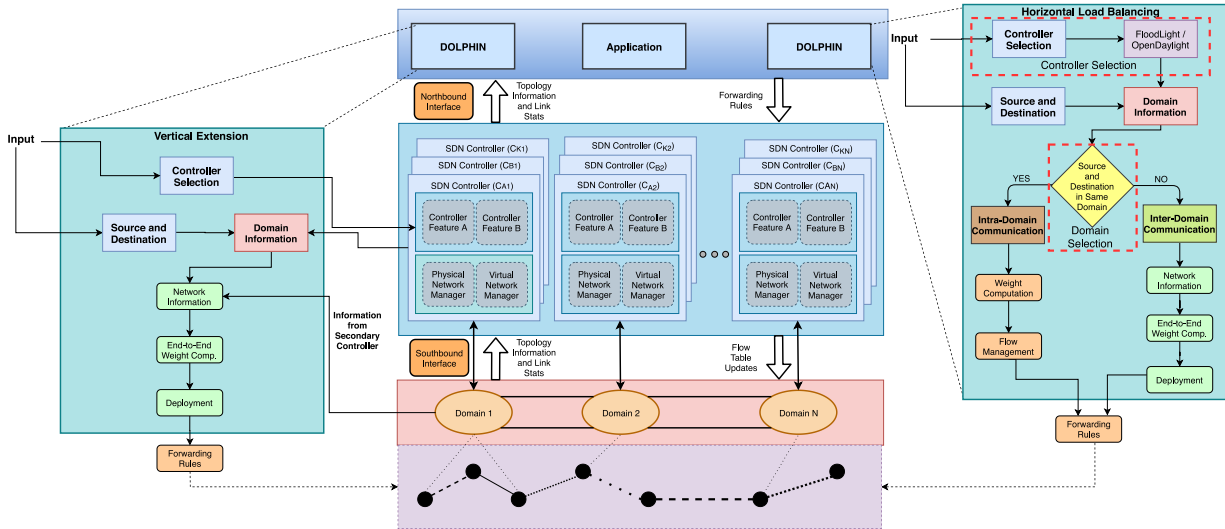 DOLPHIN
Application
DOLPHIN
Northbound
Interface
Topology
Information
and Link
Stats
Forwarding
Rules
Vertical Extension
Input
Controller
Selection
Source and
Destination
Domain
Information
Network
Information
End-to-End
Weight Comp.
Deployment
Forwarding
Rules
Information
from
Secondary
Controller
SDN Controller (CK1)
SDN Controller (CB1)
SDN Controller (CA1)
Controller
Feature A
Controller
Feature B
Physical
Network
Manager
Virtual
Network
Manager
SDN Controller (CK2)
SDN Controller (CB2)
SDN Controller (CA2)
Controller
Feature A
Controller
Feature B
Physical
Network
Manager
Virtual
Network
Manager
SDN Controller (CKN)
SDN Controller (CBN)
SDN Controller (CAN)
Controller
Feature A
Controller
Feature B
Physical
Network
Manager
Virtual
Network
Manager
Southbound
Interface
Topology
Information
and Link
Stats
Flow
Table
Updates
Domain 1
Domain 2
Domain N
Horizontal Load Balancing
Input
Controller
Selection
FloodLight /
OpenDaylight
Controller Selection
Source and
Destination
Domain
Information
Source
and
Destination
in Same
Domain
YES
NO
Domain
Selection
Intra-Domain
Communication
Inter-Domain
Communication
Weight
Computation
Flow
Management
Network
Information
End-to-End
Weight Comp.
Deployment
Forwarding
Rules